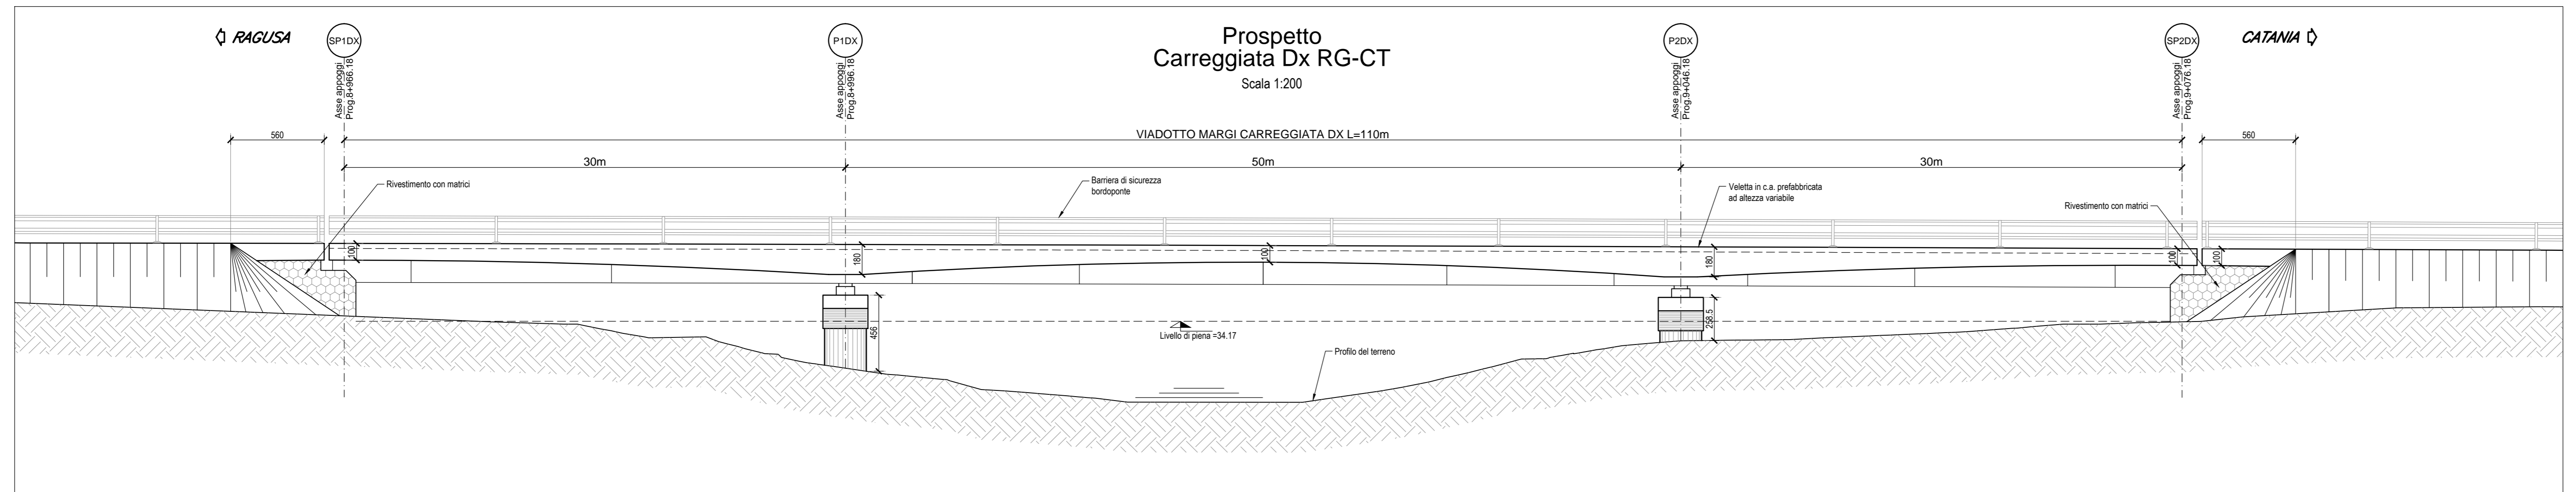 RAGUSA
SP1DX
P1DX
Prospetto
Carreggiata Dx RG-CT
Scala 1:200
P2DX
SP2DX
CATANIA
Asse appoggi
Prog.8+966.18
Asse appoggi
Prog.8+996.18
Asse appoggi
Prog.9+046.18
Asse appoggi
Prog.9+076.18
560
VIADOTTO MARGI CARREGGIATA DX L=110m
560
30m
50m
30m
Rivestimento con matrici
Barriera di sicurezza
bordoponte
Veletta in c.a. prefabbricata
ad altezza variabile
Rivestimento con matrici
100
180
100
180
100
100
456
258.5
Livello di piena =34.17
Profilo del terreno